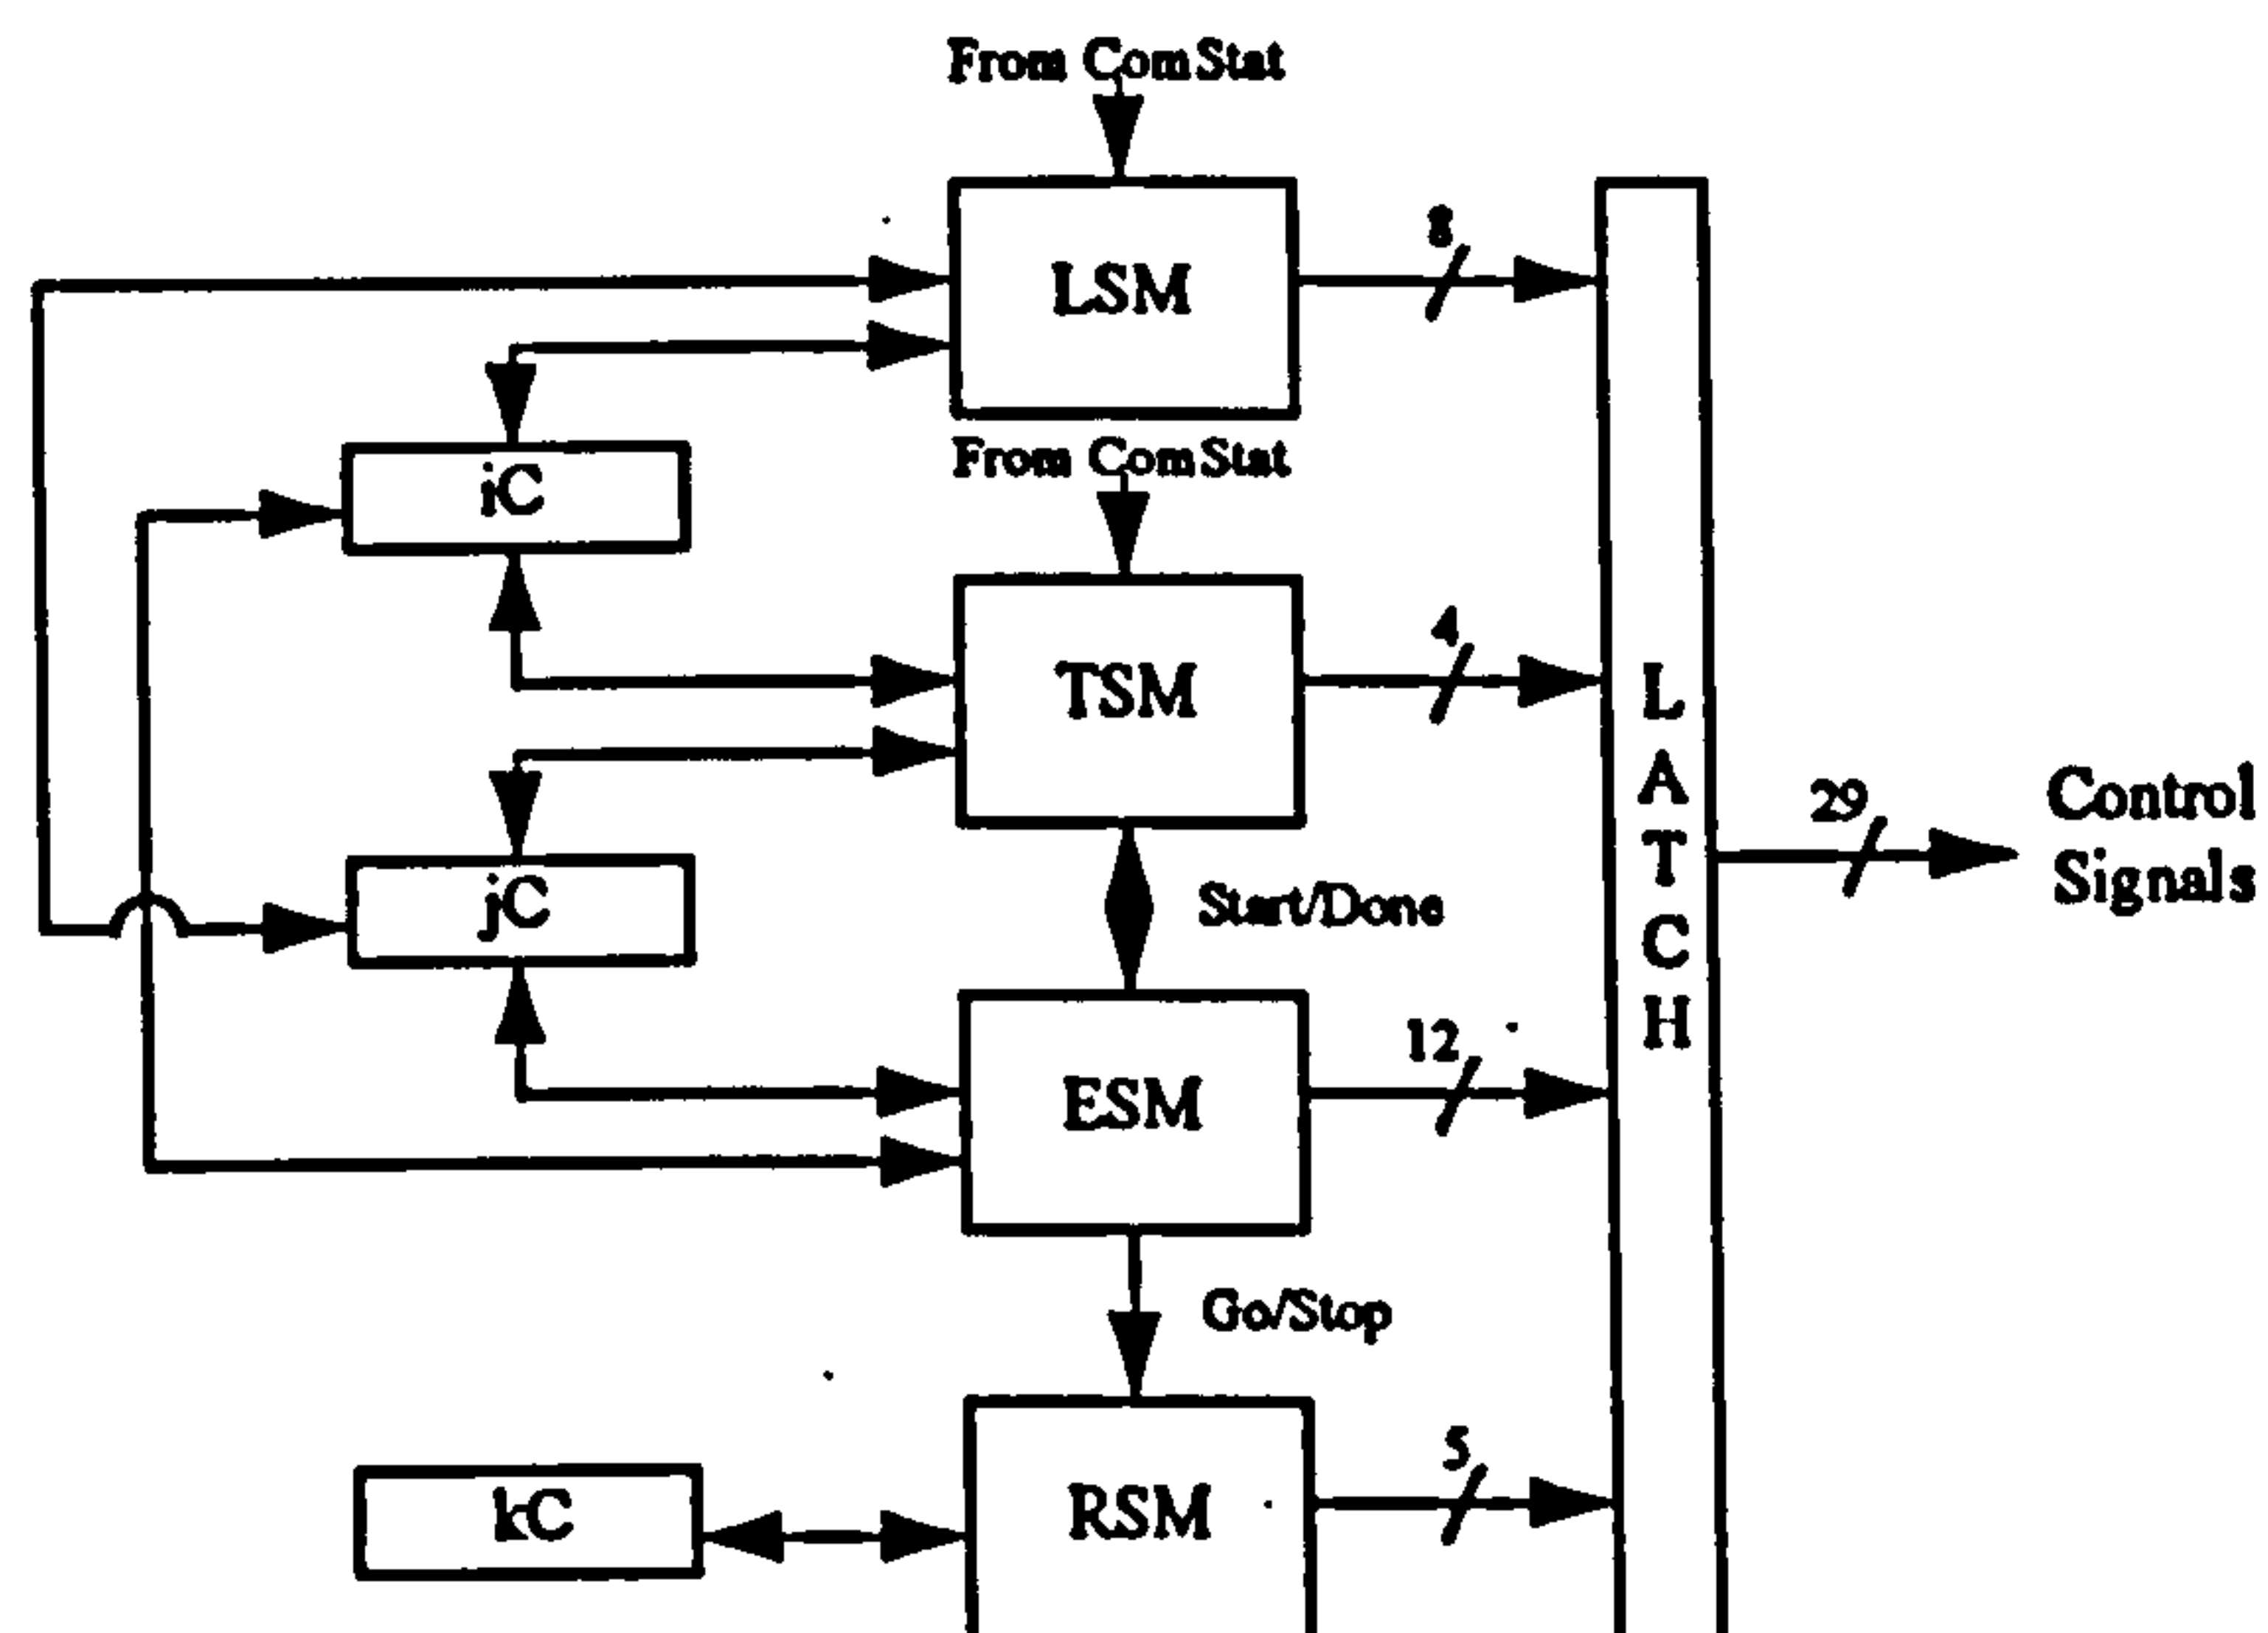 From ComStat
8
LSM
iC
From ComStat
4
TSM
L
A
T
C
H
29
Control
Signals
jC
Start/Done
12
ESM
Go/Stop
5
RSM
kC